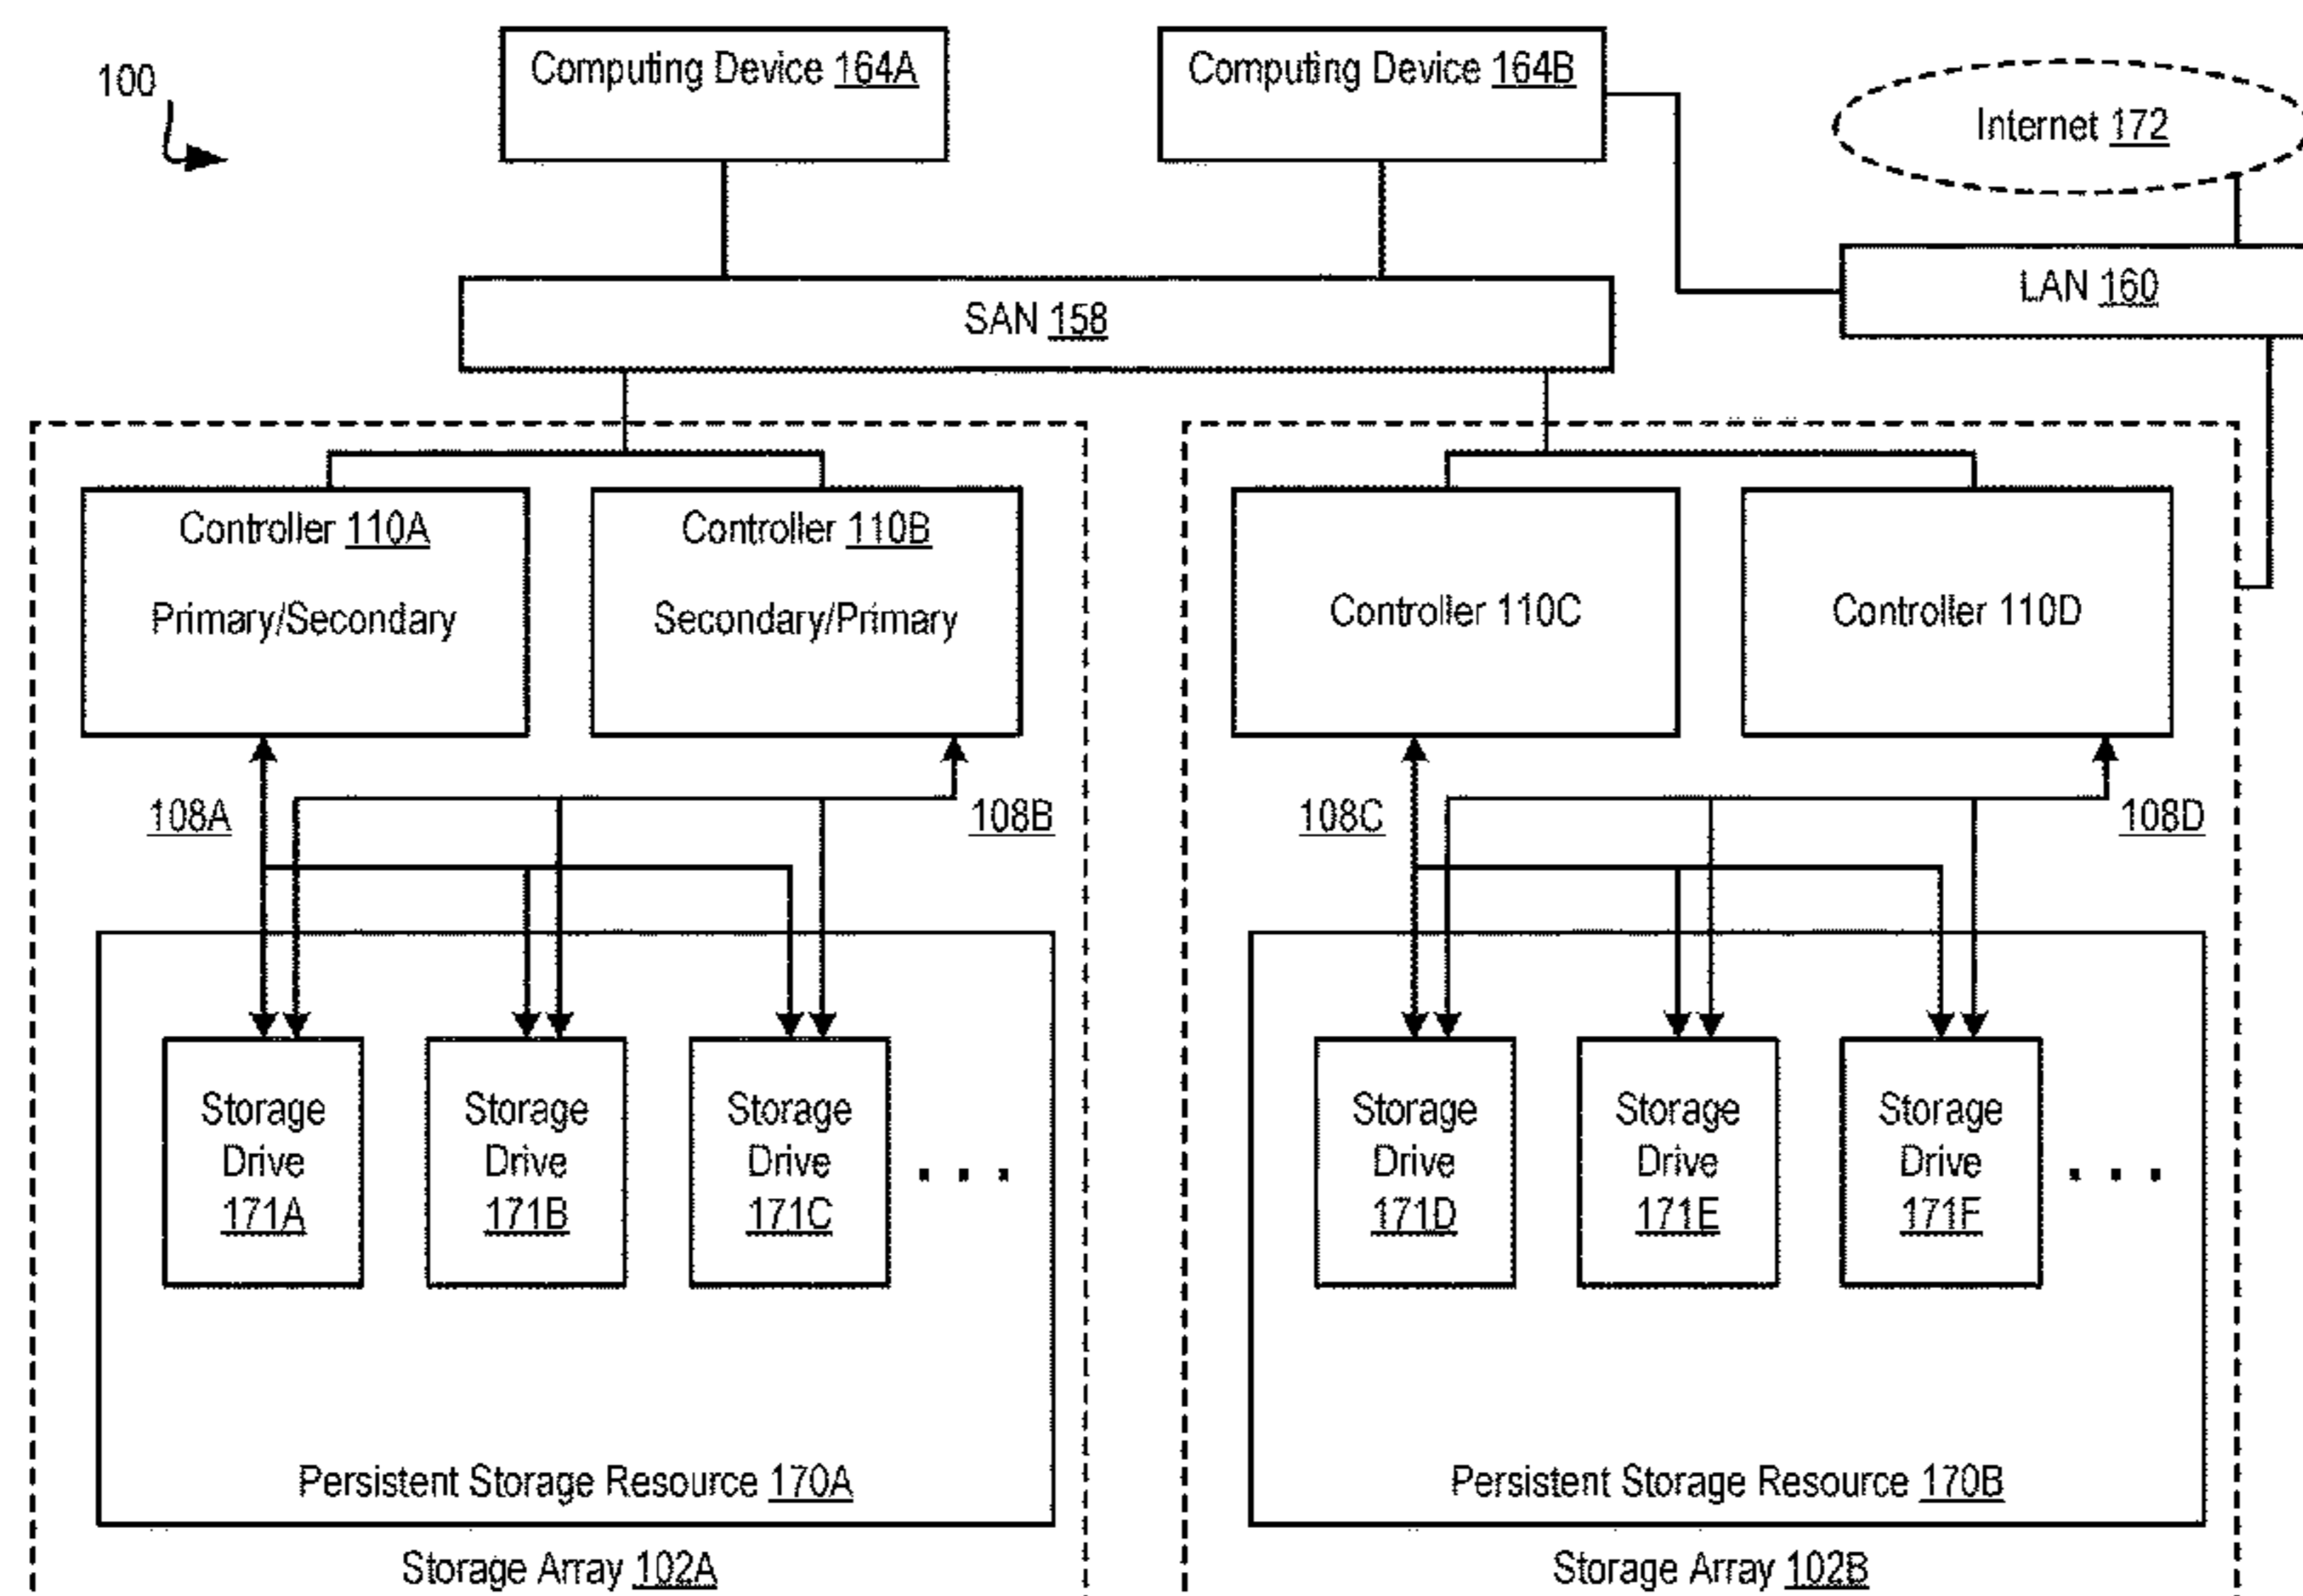 100
Computing Device 164A
Computing Device 164B
Internet 172
LAN 160
SAN 158
Controller 110A
Primary/Secondary
Controller 110B
Secondary/Primary
Controller 110C
Controller 110D
108A
108B
108C
108D
Storage
Drive
171A
Storage
Drive
171B
Storage
Drive
171C
. . .
Storage
Drive
171D
Storage
Drive
171E
Storage
Drive
171F
. . .
Persistent Storage Resource 170A
Persistent Storage Resource 170B
Storage Array 102A
Storage Array 102B